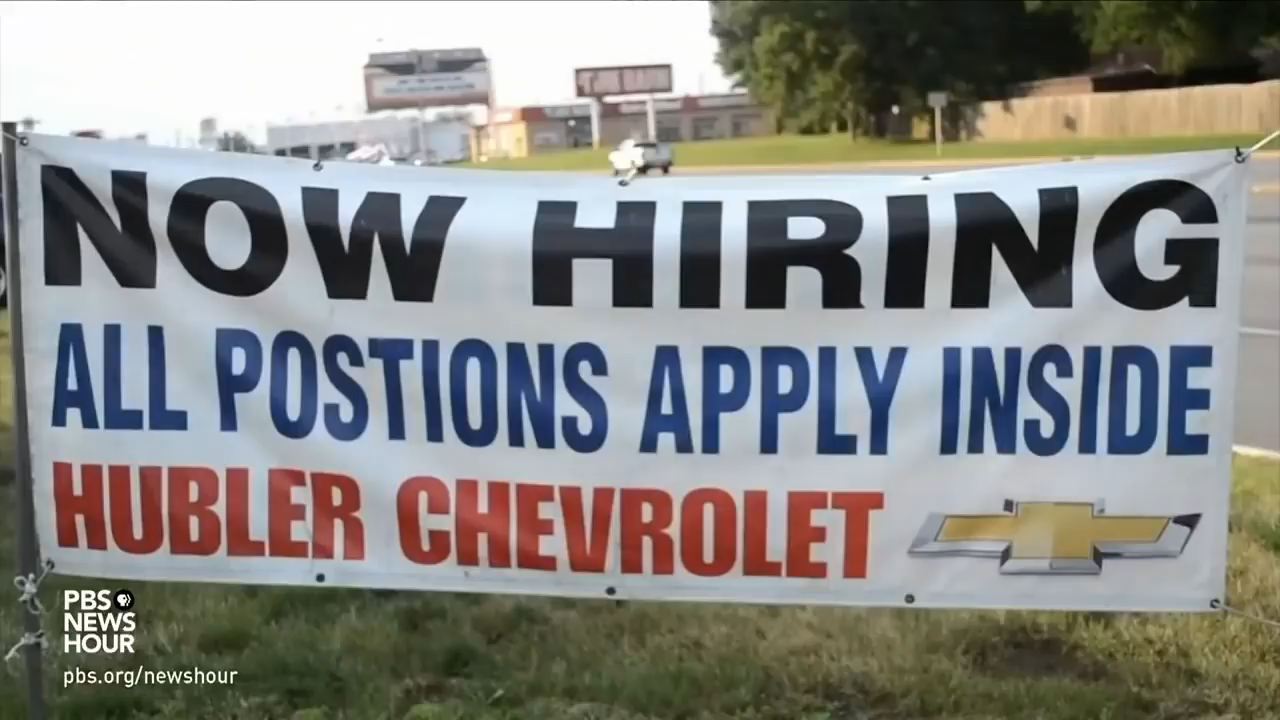 NOW HIRING
ALL POSTIONS APPLY INSIDE
HUBLER CHEVROLET
PBS
NEWS
HOUR
pbs.org/newshour